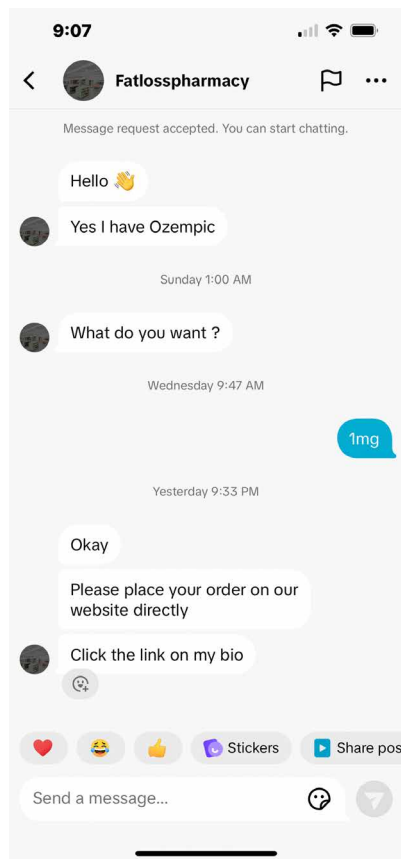 9:07
Fatlosspharmacy
Message request accepted. You can start chatting.
Hello 👋
Yes I have Ozempic
Sunday 1:00 AM
What do you want ?
Wednesday 9:47 AM
1mg
Yesterday 9:33 PM
Okay
Please place your order on our
website directly
Click the link on my bio
Stickers
Share pos
Send a message...